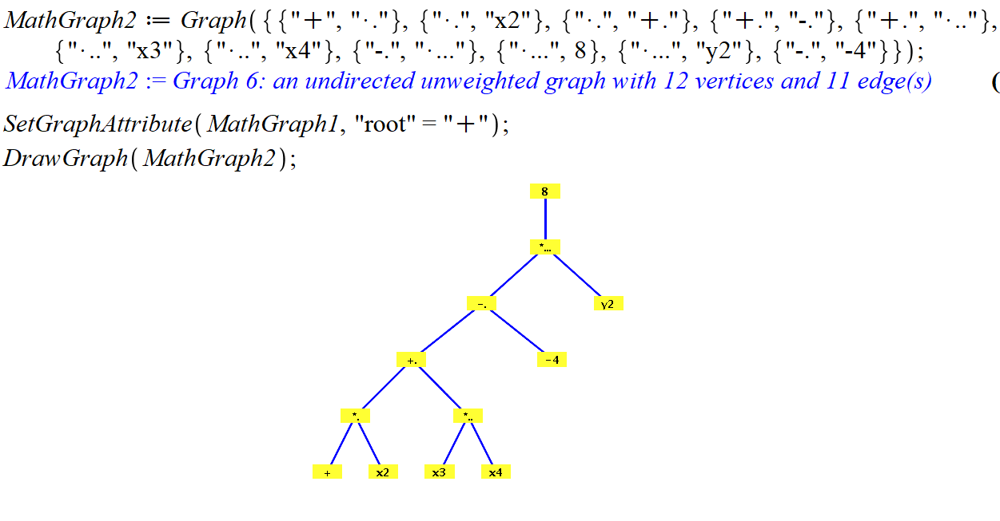 MathGraph2 := Graph({{"+", "·."}, {"·.", "x2"}, {"·.", "+."}, {"+.", "-."}, {"+.", "·.."},
{"·..", "x3"}, {"·..", "x4"}, {"-.", "·..."}, {"·...", 8}, {"·...", "y2"}, {"-.", "-4"}});
MathGraph2 := Graph 6: an undirected unweighted graph with 12 vertices and 11 edge(s) (
SetGraphAttribute(MathGraph1, "root" = "+");
DrawGraph(MathGraph2);
8
*...
-. y2
+. -4
*. *..
+ x2 x3 x4